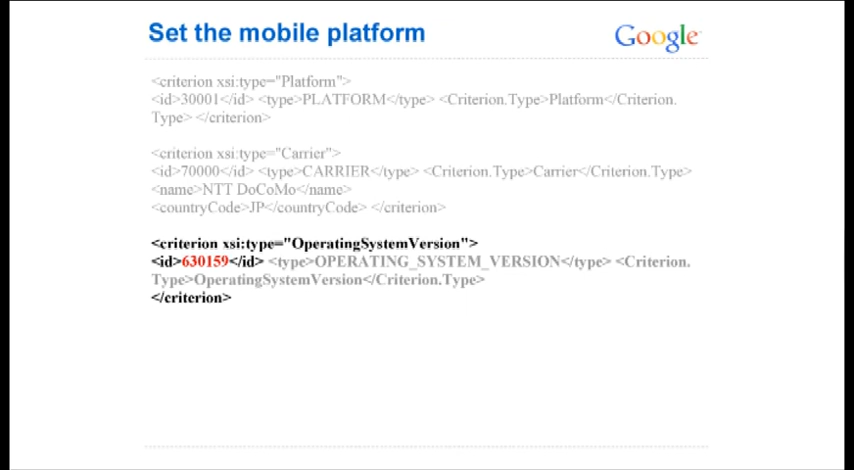 Set the mobile platform
Google
<criterion xsi:type="Platform">
<id>30001</id> <type>PLATFORM</type> <Criterion.Type>Platform</Criterion.
Type> </criterion>
<criterion xsi:type="Carrier">
<id>70000</id> <type>CARRIER</type> <Criterion.Type>Carrier</Criterion.Type>
<name>NTT DoCoMo</name>
<countryCode>JP</countryCode> </criterion>
<criterion xsi:type="OperatingSystemVersion">
<id>630159</id> <type>OPERATING_SYSTEM_VERSION</type> <Criterion.
Type>OperatingSystemVersion</Criterion.Type>
</criterion>